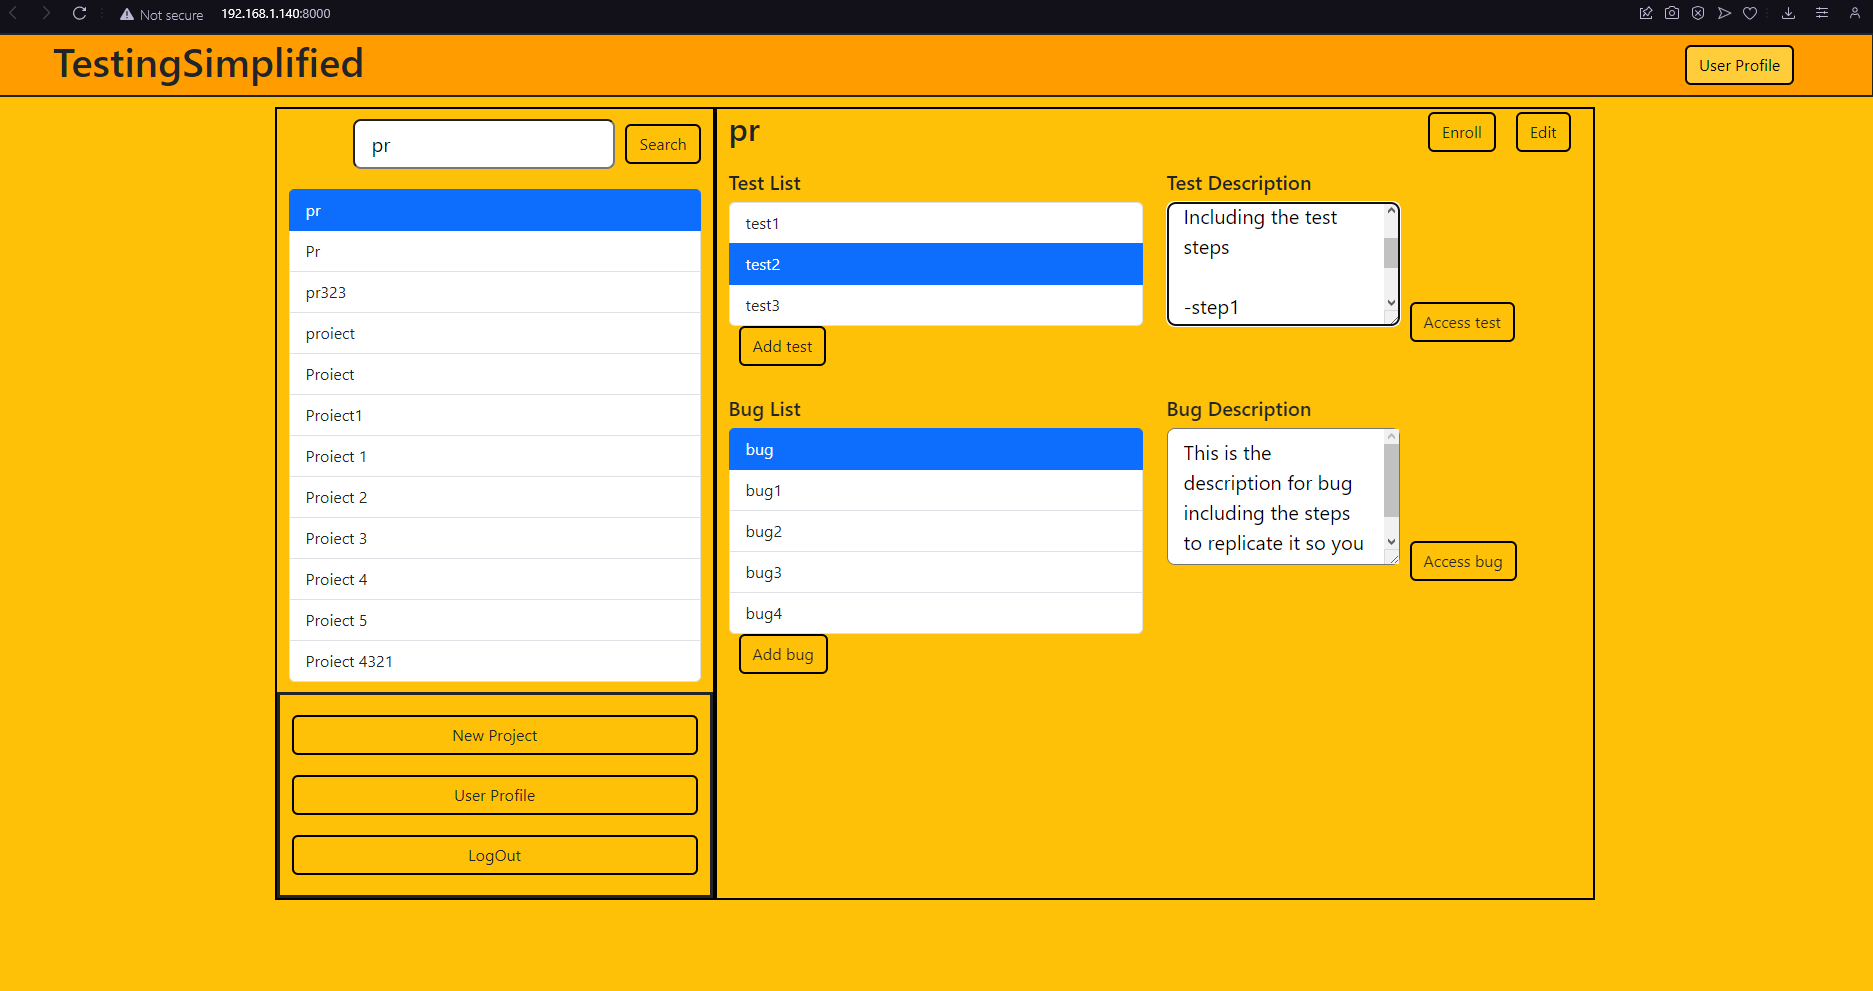 Not secure 192.168.1.140:8000
TestingSimplified
User Profile
pr
Search
pr
Pr
pr323
proiect
Proiect
Proiect1
Proiect 1
Proiect 2
Proiect 3
Proiect 4
Proiect 5
Proiect 4321
New Project
User Profile
LogOut
pr
Enroll
Edit
Test List
test1
test2
test3
Add test
Test Description
Including the test
steps
-step1
Access test
Bug List
bug
bug1
bug2
bug3
bug4
Add bug
Bug Description
This is the
description for bug
including the steps
to replicate it so you
Access bug